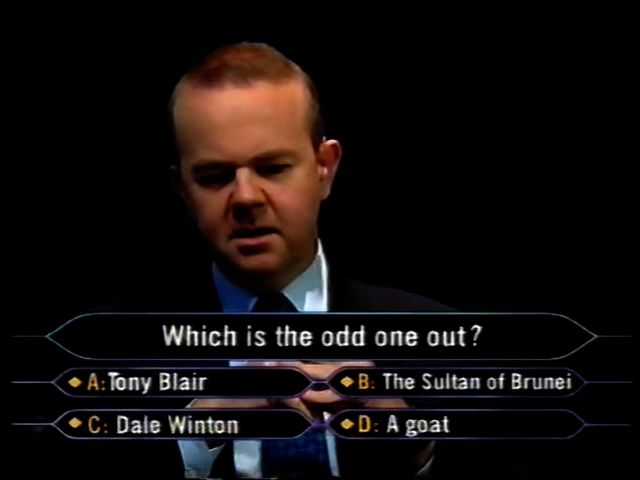 Which is the odd one out?
A: Tony Blair
B: The Sultan of Brunei
C: Dale Winton
D: A goat